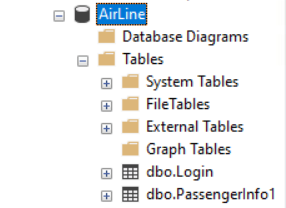 AirLine
Database Diagrams
Tables
System Tables
FileTables
External Tables
Graph Tables
dbo.Login
dbo.PassengerInfo1